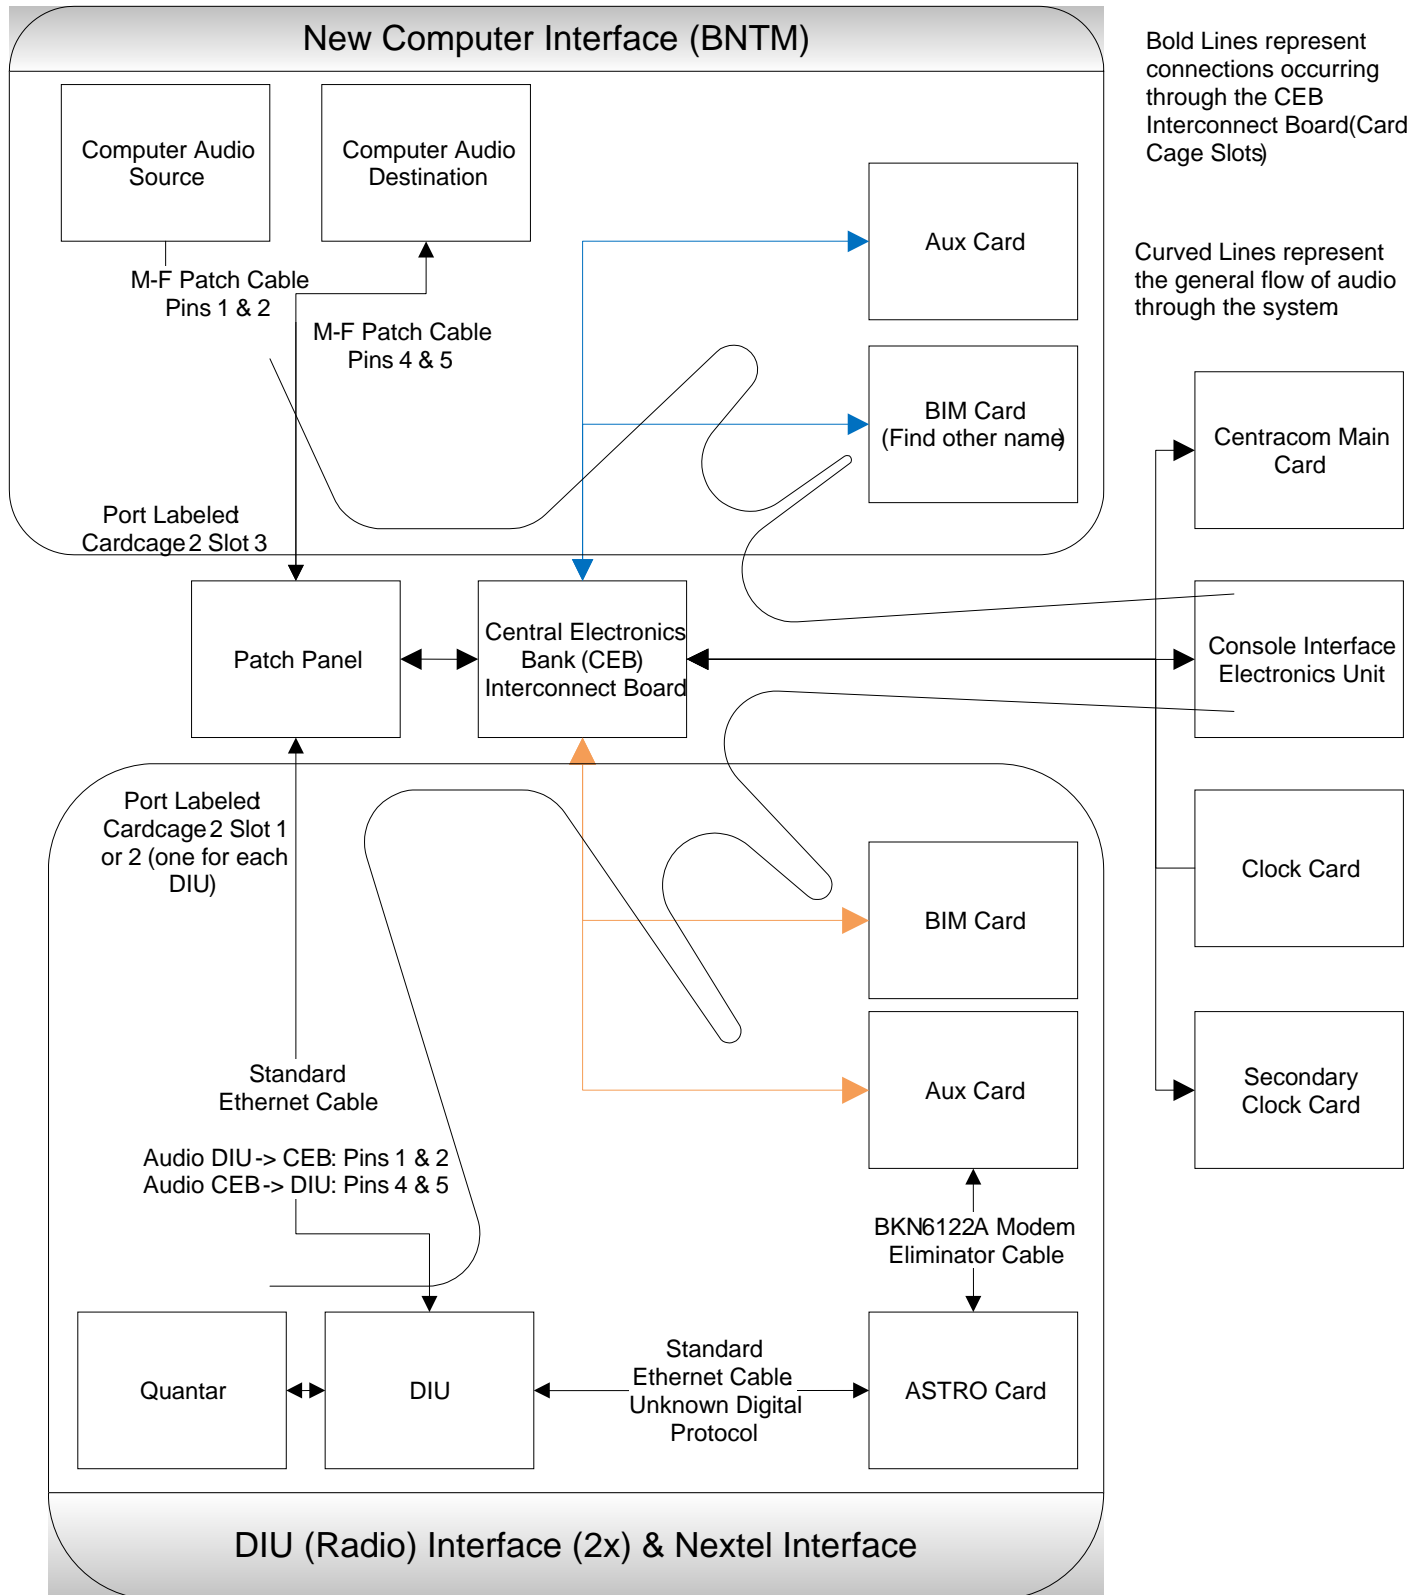 New Computer Interface (BNTM)
Bold Lines represent
connections occurring
through the CEB
Interconnect Board(Card
Cage Slots)
Computer Audio
Source
Computer Audio
Destination
Aux Card
Curved Lines represent
the general flow of audio
through the system.
M-F Patch Cable
Pins 1 & 2
M-F Patch Cable
Pins 4 & 5
BIM Card
(Find other name)
Centracom Main
Card
Port Labeled:
Cardcage 2 Slot 3
Patch Panel
Central Electronics
Bank (CEB)
Interconnect Board
Console Interface
Electronics Unit
Port Labeled:
Cardcage 2 Slot 1
or 2 (one for each
DIU)
Clock Card
BIM Card
Standard
Ethernet Cable
Aux Card
Secondary
Clock Card
Audio DIU -> CEB: Pins 1 & 2
Audio CEB -> DIU: Pins 4 & 5
BKN6122A Modem
Eliminator Cable
Quantar
DIU
Standard
Ethernet Cable.
Unknown Digital
Protocol
ASTRO Card
DIU (Radio) Interface (2x) & Nextel Interface